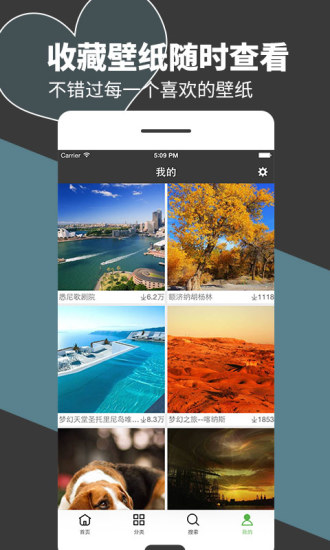 收藏壁纸随时查看
不错过每一个喜欢的壁纸
Carrier 5:09 PM
我的
悉尼歌剧院 6.2万
额济纳胡杨林 1118
梦幻天堂圣托里尼岛唯... 8.2万
梦幻之旅--喀纳斯 1853
首页 分类 搜索 我的